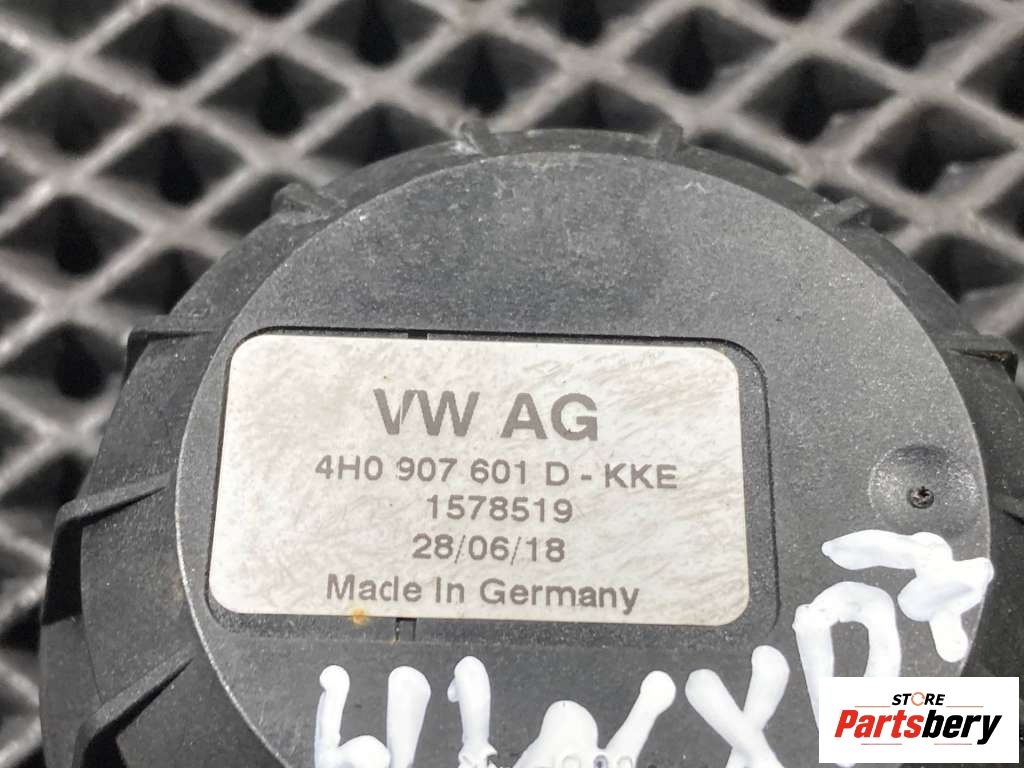 VW AG
4H0 907 601 D - KKE
1578519
28/06/18
Made In Germany
STORE
Partsbery